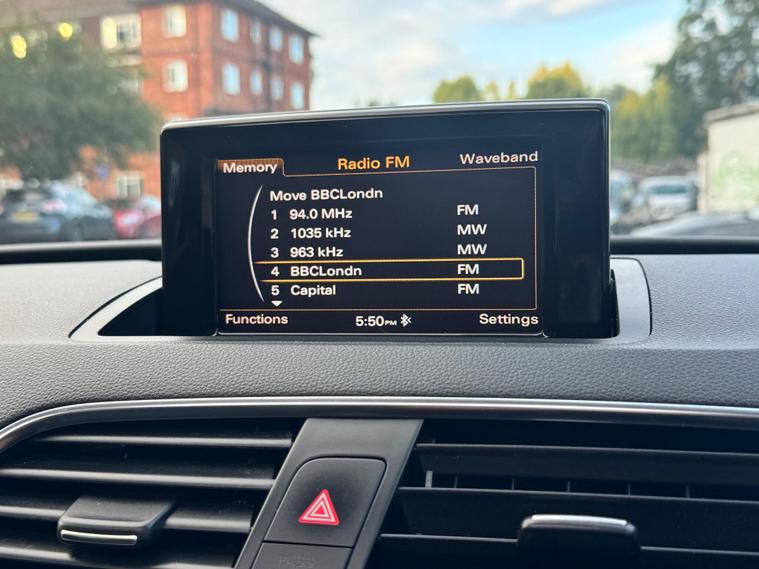 Memory Radio FM Waveband
Move BBCLondn
1 94.0 MHz FM
2 1035 kHz MW
3 963 kHz MW
4 BBCLondn FM
5 Capital FM
Functions 5:50PM Settings